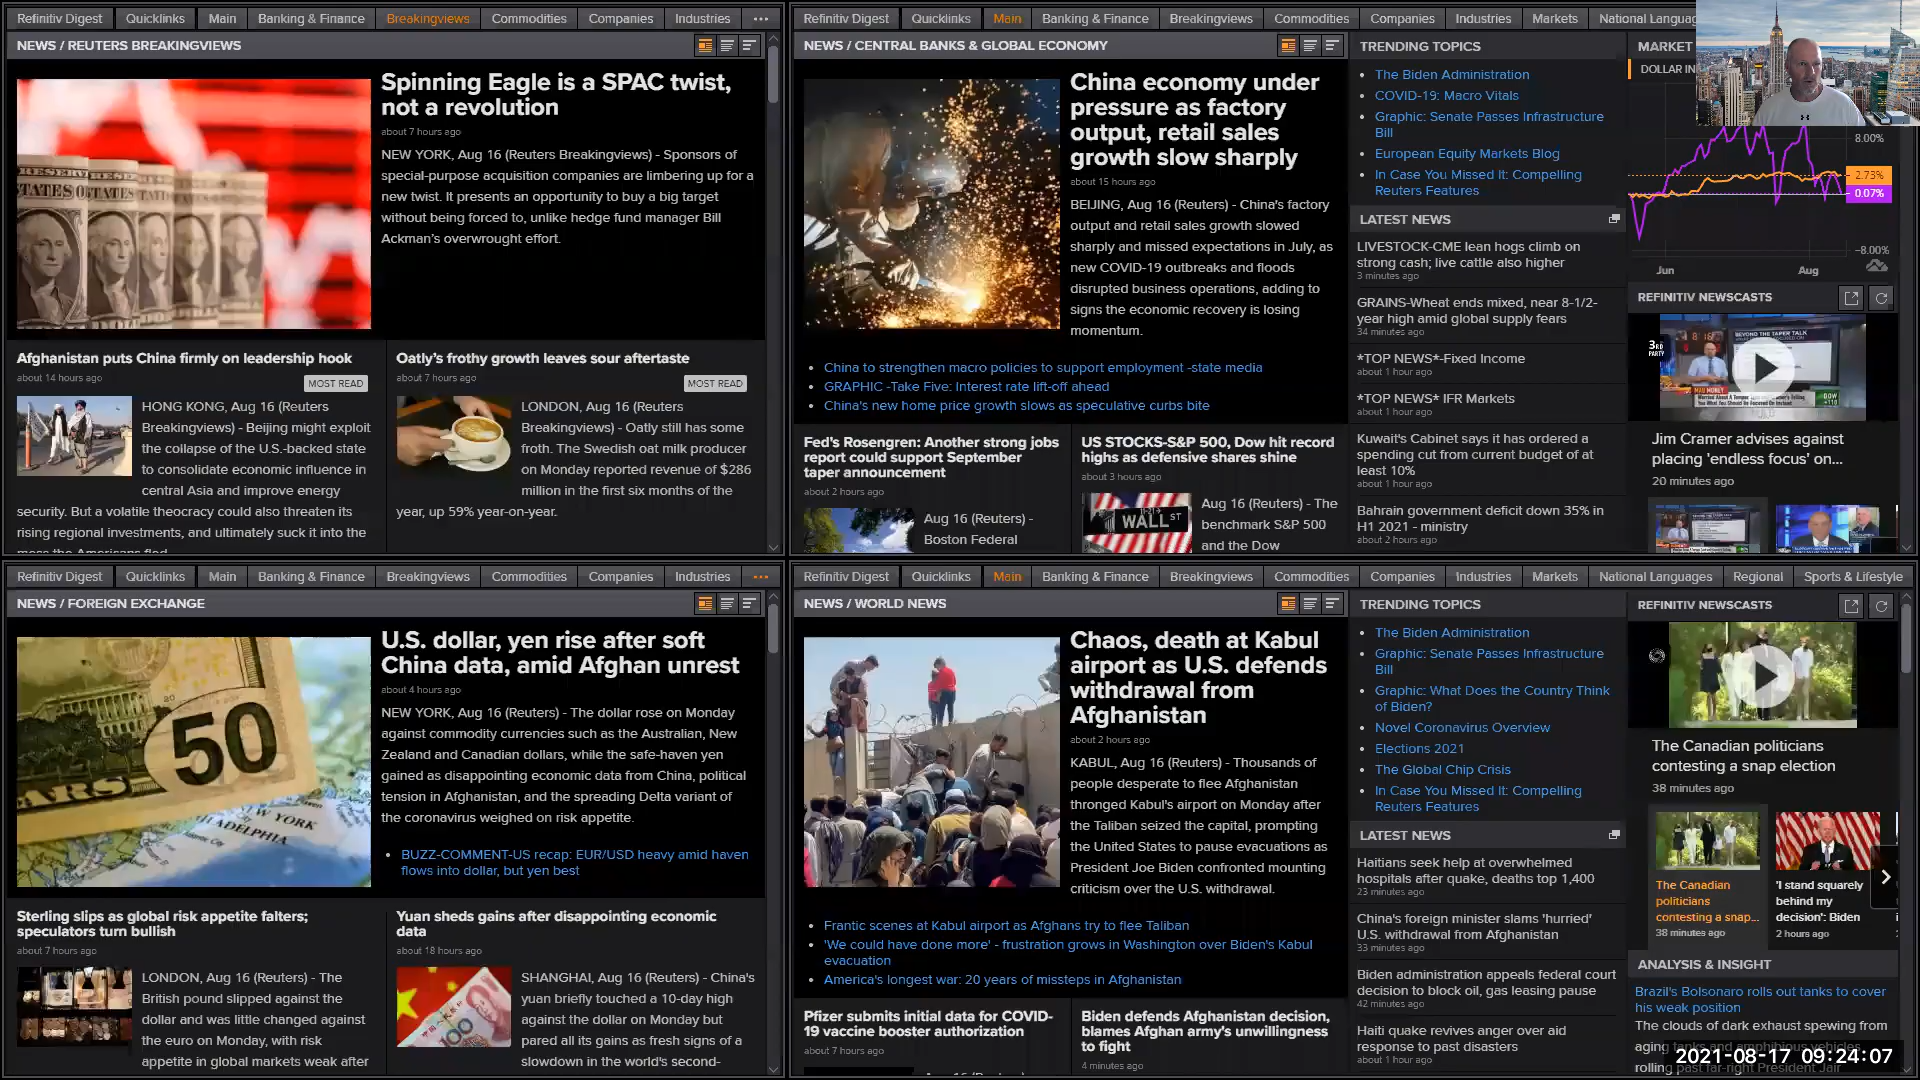 Refinitiv Digest
Quicklinks
Main
Banking & Finance
Breakingviews
Commodities
Companies
Industries
NEWS / REUTERS BREAKINGVIEWS
Spinning Eagle is a SPAC twist,
not a revolution
about 7 hours ago
NEW YORK, Aug 16 (Reuters Breakingviews) - Sponsors of
special-purpose acquisition companies are limbering up for a
new twist. It presents an opportunity to buy a big target
without being forced to, unlike hedge fund manager Bill
Ackman's overwrought effort.
Afghanistan puts China firmly on leadership hook
about 14 hours ago
MOST READ
HONG KONG, Aug 16 (Reuters
Breakingviews) - Beijing might exploit
the collapse of the U.S.-backed state
to consolidate economic influence in
central Asia and improve energy
security. But a volatile theocracy could also threaten its
rising regional investments, and ultimately suck it into the
mess the Americans fled.
Oatly's frothy growth leaves sour aftertaste
about 7 hours ago
MOST READ
LONDON, Aug 16 (Reuters
Breakingviews) - Oatly still has some
froth. The Swedish oat milk producer
on Monday reported revenue of $286
million in the first six months of the
year, up 59% year-on-year.
Refinitiv Digest
Quicklinks
Main
Banking & Finance
Breakingviews
Commodities
Companies
Industries
Markets
National Languag
NEWS / CENTRAL BANKS & GLOBAL ECONOMY
China economy under
pressure as factory
output, retail sales
growth slow sharply
about 15 hours ago
BEIJING, Aug 16 (Reuters) - China's factory
output and retail sales growth slowed
sharply and missed expectations in July, as
new COVID-19 outbreaks and floods
disrupted business operations, adding to
signs the economic recovery is losing
momentum.
China to strengthen macro policies to support employment -state media
GRAPHIC -Take Five: Interest rate lift-off ahead
China's new home price growth slows as speculative curbs bite
Fed's Rosengren: Another strong jobs
report could support September
taper announcement
about 2 hours ago
Aug 16 (Reuters) -
Boston Federal
US STOCKS-S&P 500, Dow hit record
highs as defensive shares shine
about 3 hours ago
WALL ST
Aug 16 (Reuters) - The
benchmark S&P 500
and the Dow
TRENDING TOPICS
The Biden Administration
COVID-19: Macro Vitals
Graphic: Senate Passes Infrastructure
Bill
European Equity Markets Blog
In Case You Missed It: Compelling
Reuters Features
LATEST NEWS
LIVESTOCK-CME lean hogs climb on
strong cash; live cattle also higher
3 minutes ago
GRAINS-Wheat ends mixed, near 8-1/2-
year high amid global supply fears
34 minutes ago
*TOP NEWS*-Fixed Income
about 1 hour ago
*TOP NEWS* IFR Markets
about 1 hour ago
Kuwait's Cabinet says it has ordered a
spending cut from current budget of at
least 10%
about 1 hour ago
Bahrain government deficit down 35% in
H1 2021 - ministry
about 2 hours ago
MARKET
DOLLAR IN
8.00%
2.73%
0.07%
-8.00%
Jun
Aug
REFINITIV NEWSCASTS
3RD
PARTY
BEYOND THE TAPER TALK
MAD MONEY
DOW
Jim Cramer advises against
placing 'endless focus' on...
20 minutes ago
Refinitiv Digest
Quicklinks
Main
Banking & Finance
Breakingviews
Commodities
Companies
Industries
NEWS / FOREIGN EXCHANGE
50
U.S. dollar, yen rise after soft
China data, amid Afghan unrest
about 4 hours ago
NEW YORK, Aug 16 (Reuters) - The dollar rose on Monday
against commodity currencies such as the Australian, New
Zealand and Canadian dollars, while the safe-haven yen
gained as disappointing economic data from China, political
tension in Afghanistan, and the spreading Delta variant of
the coronavirus weighed on risk appetite.
BUZZ-COMMENT-US recap: EUR/USD heavy amid haven
flows into dollar, but yen best
Sterling slips as global risk appetite falters;
speculators turn bullish
about 7 hours ago
LONDON, Aug 16 (Reuters) - The
British pound slipped against the
dollar and was little changed against
the euro on Monday, with risk
appetite in global markets weak after
Yuan sheds gains after disappointing economic
data
about 18 hours ago
SHANGHAI, Aug 16 (Reuters) - China's
yuan briefly touched a 10-day high
against the dollar on Monday but
pared all its gains as fresh signs of a
slowdown in the world's second-
Refinitiv Digest
Quicklinks
Main
Banking & Finance
Breakingviews
Commodities
Companies
Industries
Markets
National Languages
Regional
Sports & Lifestyle
NEWS / WORLD NEWS
Chaos, death at Kabul
airport as U.S. defends
withdrawal from
Afghanistan
about 2 hours ago
KABUL, Aug 16 (Reuters) - Thousands of
people desperate to flee Afghanistan
thronged Kabul's airport on Monday after
the Taliban seized the capital, prompting
the United States to pause evacuations as
President Joe Biden confronted mounting
criticism over the U.S. withdrawal.
Frantic scenes at Kabul airport as Afghans try to flee Taliban
'We could have done more' - frustration grows in Washington over Biden's Kabul
evacuation
America's longest war: 20 years of missteps in Afghanistan
Pfizer submits initial data for COVID-
19 vaccine booster authorization
about 7 hours ago
Biden defends Afghanistan decision,
blames Afghan army's unwillingness
to fight
4 minutes ago
TRENDING TOPICS
The Biden Administration
Graphic: Senate Passes Infrastructure
Bill
Graphic: What Does the Country Think
of Biden?
Novel Coronavirus Overview
Elections 2021
The Global Chip Crisis
In Case You Missed It: Compelling
Reuters Features
LATEST NEWS
Haitians seek help at overwhelmed
hospitals after quake, deaths top 1,400
23 minutes ago
China's foreign minister slams 'hurried'
U.S. withdrawal from Afghanistan
33 minutes ago
Biden administration appeals federal court
decision to block oil, gas leasing pause
42 minutes ago
Haiti quake revives anger over aid
response to past disasters
about 1 hour ago
REFINITIV NEWSCASTS
The Canadian politicians
contesting a snap election
38 minutes ago
The Canadian
politicians
contesting a snap...
38 minutes ago
'I stand squarely
behind my
decision': Biden
2 hours ago
ANALYSIS & INSIGHT
Brazil's Bolsonaro rolls out tanks to cover
his weak position
The clouds of dark exhaust spewing from
aging tanks and amphibious vehicles
rolling past far-right President Jair
2021-08-17 09:24:07